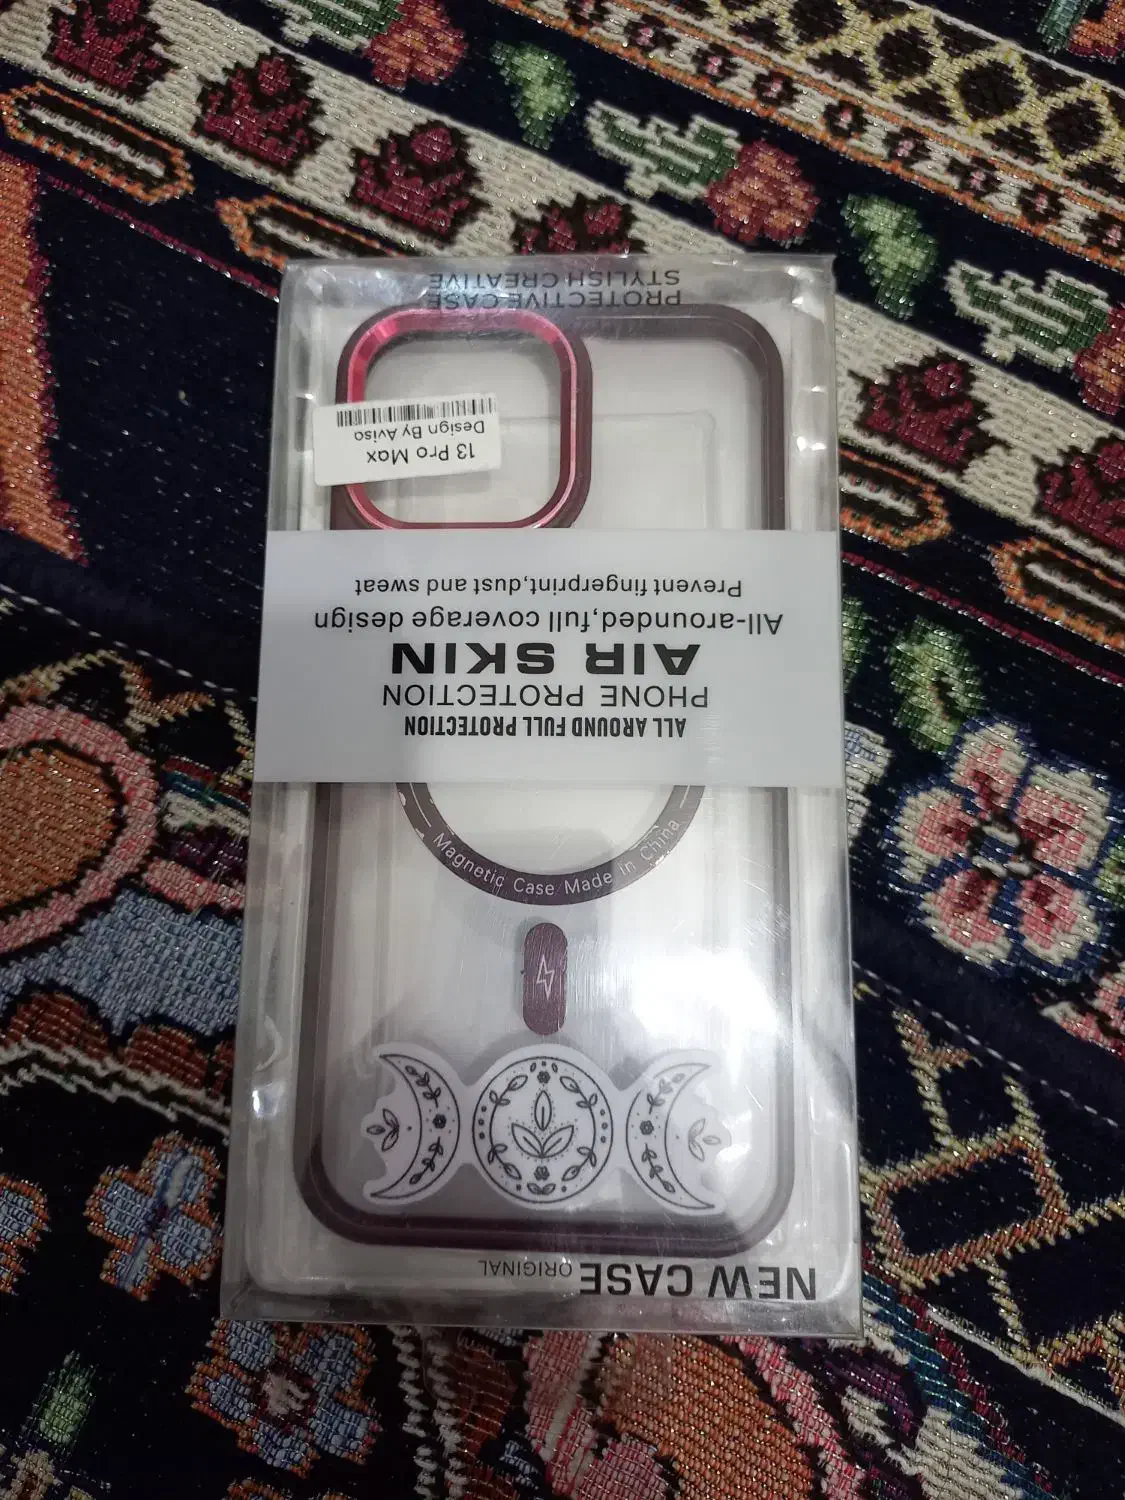 NEW CASE ORIGINAL
Magnetic Case Made in China
ALL AROUND FULL PROTECTION
PHONE PROTECTION
AIR SKIN
All-arounded,full coverage design
Prevent fingerprint,dust and sweat
13 Pro Max
Design By Aviso
PROTECTIVE CASE
STYLISH CREATIVE